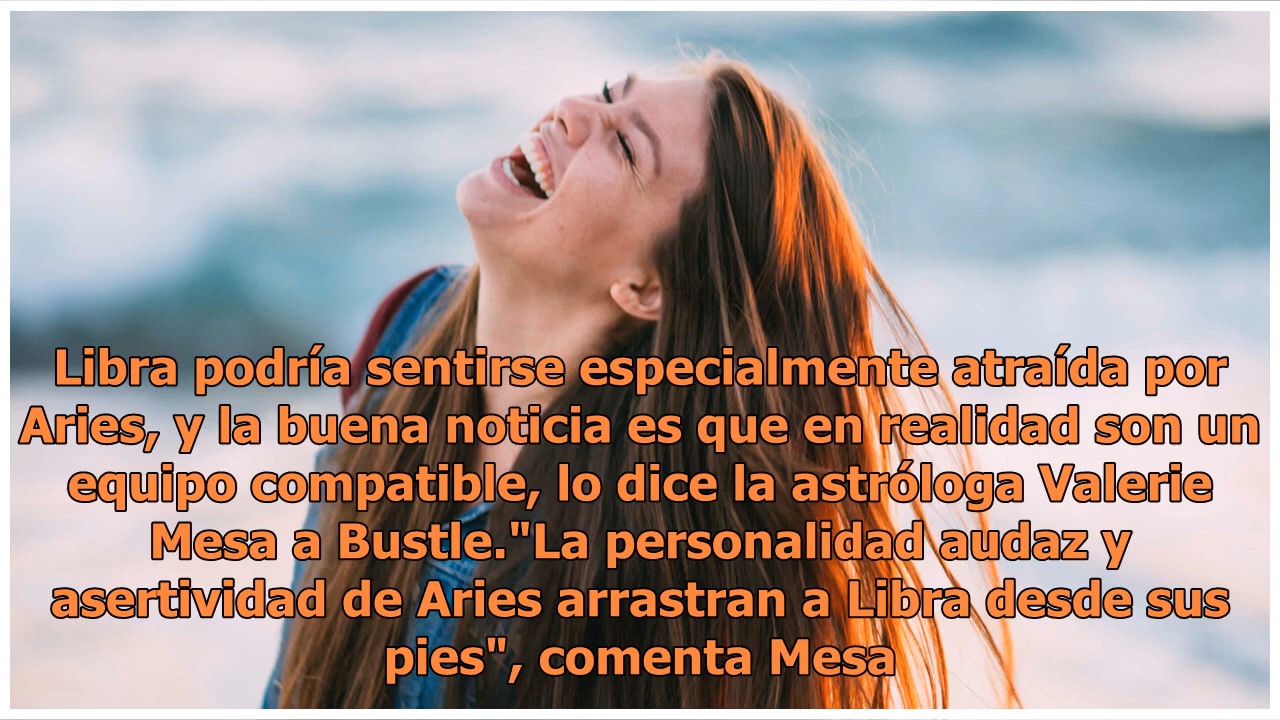 Libra podría sentirse especialmente atraída por
Aries, y la buena noticia es que en realidad son un
equipo compatible, lo dice la astróloga Valerie
Mesa a Bustle."La personalidad audaz y
asertividad de Aries arrastran a Libra desde sus
pies", comenta Mesa